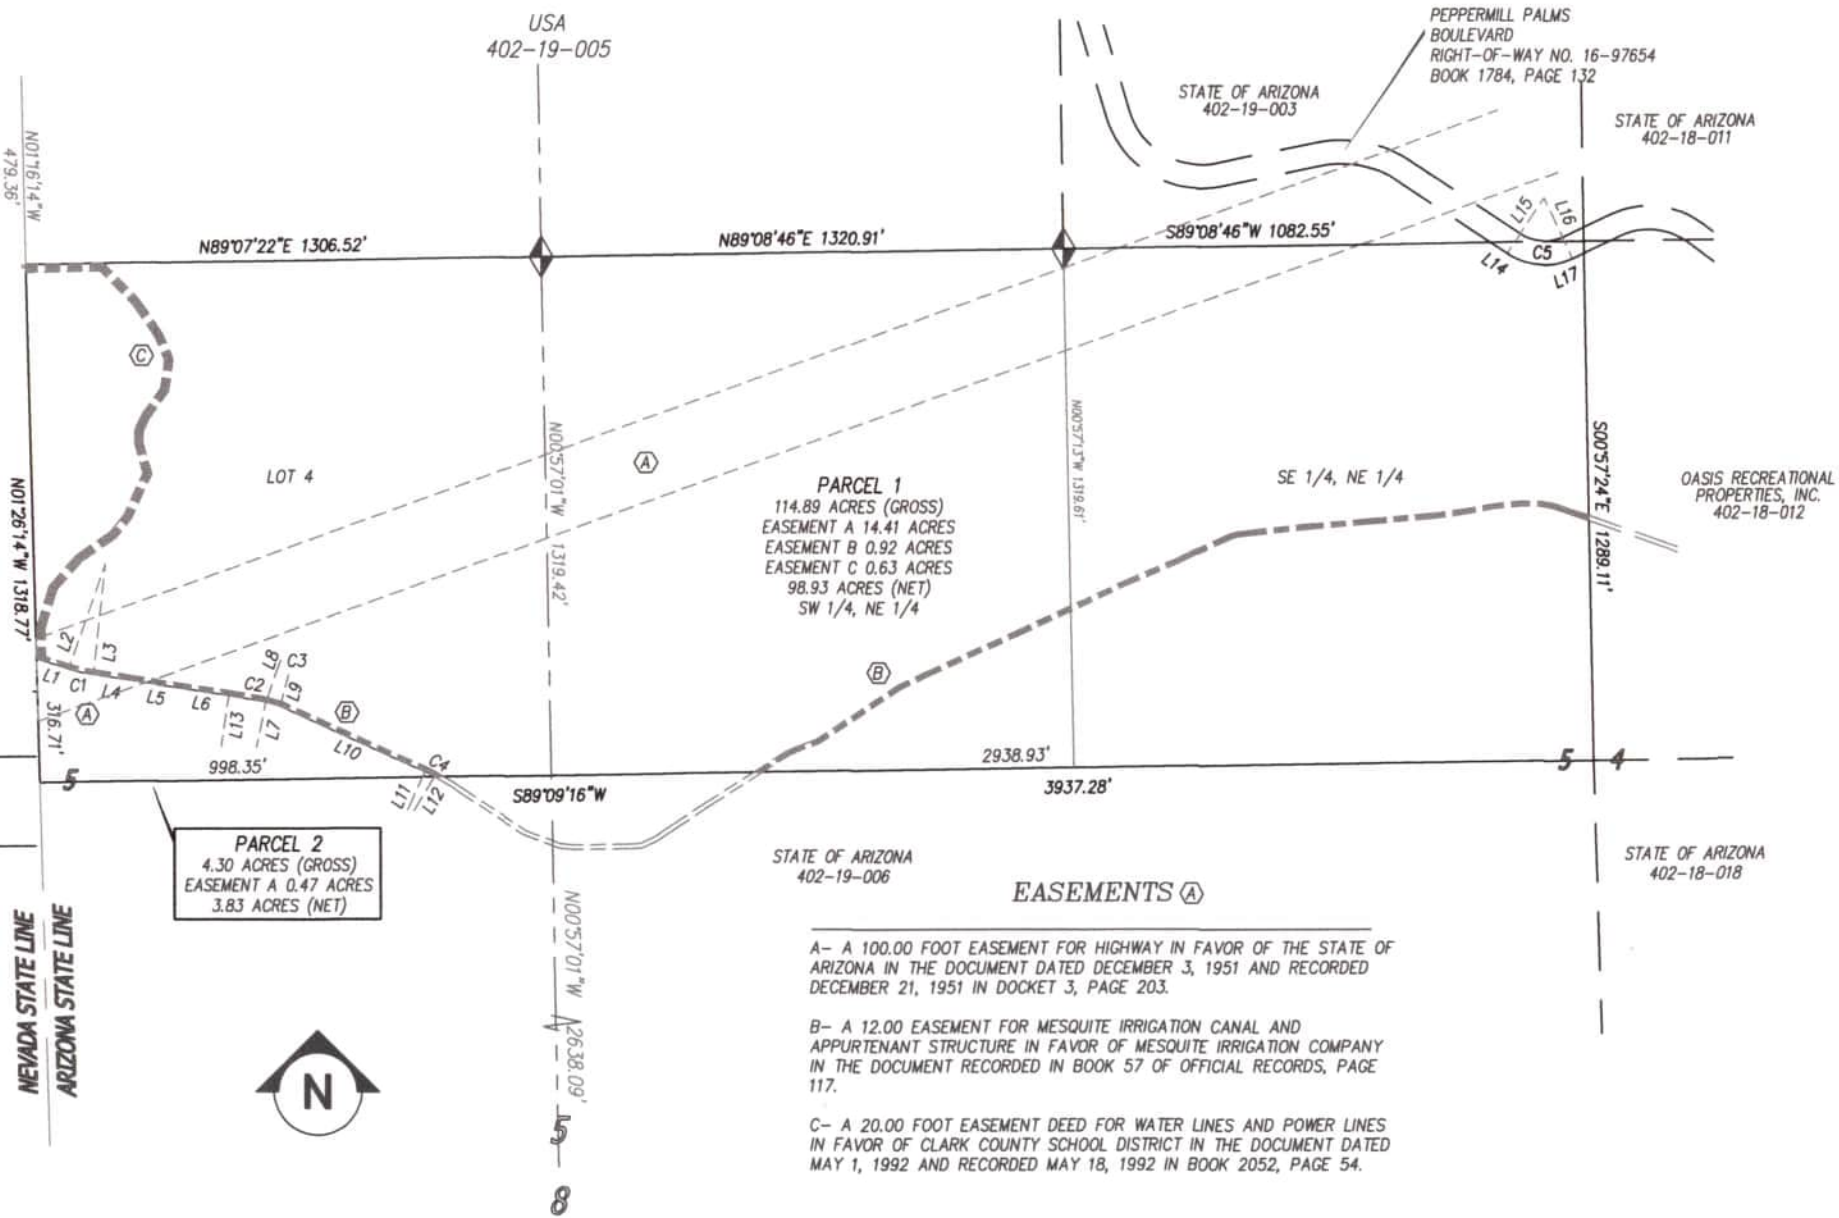 USA
402-19-005
PEPPERMILL PALMS
BOULEVARD
RIGHT-OF-WAY NO. 16-97654
BOOK 1784, PAGE 132
STATE OF ARIZONA
402-19-003
STATE OF ARIZONA
402-18-011
N01°16'14"W
479.36'
N89°07'22"E 1306.52'
N89°08'46"E 1320.91'
S89°08'46"W 1082.55'
L15
L16
L14
C5
L17
C
LOT 4
A
N01°26'14"W 1318.77'
N00°57'01"W 1319.42'
PARCEL 1
114.89 ACRES (GROSS)
EASEMENT A 14.41 ACRES
EASEMENT B 0.92 ACRES
EASEMENT C 0.63 ACRES
98.93 ACRES (NET)
SW 1/4, NE 1/4
N00°57'13"W 1319.61'
SE 1/4, NE 1/4
S00°57'24"E 1289.11'
OASIS RECREATIONAL
PROPERTIES, INC.
402-18-012
L2
L3
L1
C1
L4
L5
L6
C2
L8
C3
L9
L13
L7
A
316.71'
B
L10
B
C4
L11
L12
5
998.35'
S89°09'16"W
2938.93'
3937.28'
5
4
PARCEL 2
4.30 ACRES (GROSS)
EASEMENT A 0.47 ACRES
3.83 ACRES (NET)
STATE OF ARIZONA
402-19-006
STATE OF ARIZONA
402-18-018
NEVADA STATE LINE
ARIZONA STATE LINE
N
N00°57'01"W 2638.09'
5
8
EASEMENTS A
A- A 100.00 FOOT EASEMENT FOR HIGHWAY IN FAVOR OF THE STATE OF
ARIZONA IN THE DOCUMENT DATED DECEMBER 3, 1951 AND RECORDED
DECEMBER 21, 1951 IN DOCKET 3, PAGE 203.
B- A 12.00 EASEMENT FOR MESQUITE IRRIGATION CANAL AND
APPURTENANT STRUCTURE IN FAVOR OF MESQUITE IRRIGATION COMPANY
IN THE DOCUMENT RECORDED IN BOOK 57 OF OFFICIAL RECORDS, PAGE
117.
C- A 20.00 FOOT EASEMENT DEED FOR WATER LINES AND POWER LINES
IN FAVOR OF CLARK COUNTY SCHOOL DISTRICT IN THE DOCUMENT DATED
MAY 1, 1992 AND RECORDED MAY 18, 1992 IN BOOK 2052, PAGE 54.